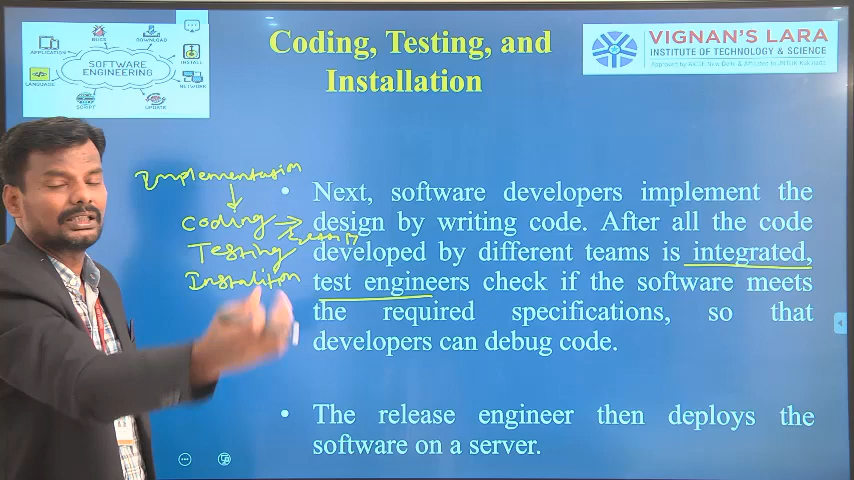 BUGS
DOWNLOAD
APPLICATION
SOFTWARE
ENGINEERING
INSTALL
LANGUAGE
NETWORK
SCRIPT
UPDATE
Coding, Testing, and
Installation
VIGNAN'S LARA
INSTITUTE OF TECHNOLOGY & SCIENCE
Implementation
Coding
Testing
• Next, software developers implement the
design by writing code. After all the code
developed by different teams is integrated,
test engineers check if the software meets
the required specifications, so that
developers can debug code.
• The release engineer then deploys the
software on a server.